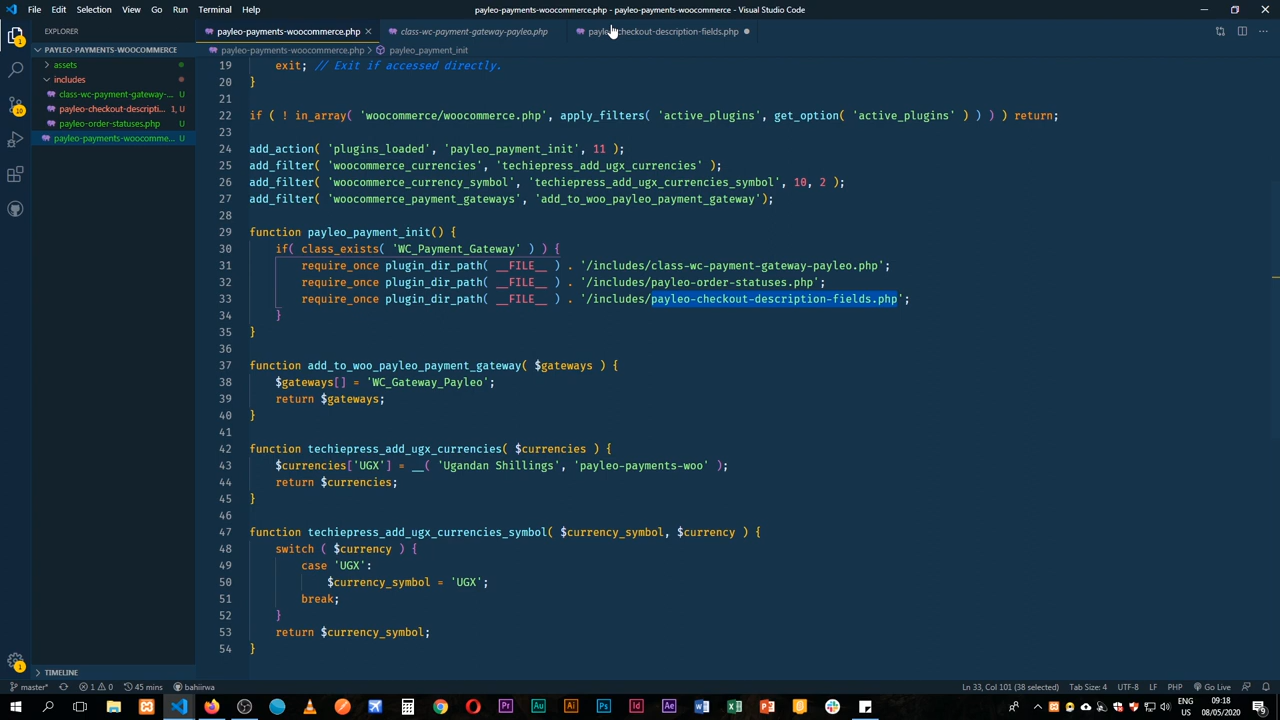 File Edit Selection View Go Run Terminal Help
payleo-payments-woocommerce.php - payleo-payments-woocommerce - Visual Studio Code
EXPLORER
PAYLEO-PAYMENTS-WOOCOMMERCE
assets
includes
class-wc-payment-gateway-... U
payleo-checkout-descripti... 1, U
payleo-order-statuses.php U
payleo-payments-woocomme... U
TIMELINE
payleo-payments-woocommerce.php class-wc-payment-gateway-payleo.php checkout-description-fields.php
payleo-payments-woocommerce.php > payleo_payment_init
19 exit; // Exit if accessed directly.
20 }
21
22 if ( ! in_array( 'woocommerce/woocommerce.php', apply_filters( 'active_plugins', get_option( 'active_plugins' ) ) ) ) return;
23
24 add_action( 'plugins_loaded', 'payleo_payment_init', 11 );
25 add_filter( 'woocommerce_currencies', 'techiepress_add_ugx_currencies' );
26 add_filter( 'woocommerce_currency_symbol', 'techiepress_add_ugx_currencies_symbol', 10, 2 );
27 add_filter( 'woocommerce_payment_gateways', 'add_to_woo_payleo_payment_gateway');
28
29 function payleo_payment_init() {
30 if( class_exists( 'WC_Payment_Gateway' ) ) {
31 require_once plugin_dir_path( __FILE__ ) . '/includes/class-wc-payment-gateway-payleo.php';
32 require_once plugin_dir_path( __FILE__ ) . '/includes/payleo-order-statuses.php';
33 require_once plugin_dir_path( __FILE__ ) . '/includes/payleo-checkout-description-fields.php';
34 }
35 }
36
37 function add_to_woo_payleo_payment_gateway( $gateways ) {
38 $gateways[] = 'WC_Gateway_Payleo';
39 return $gateways;
40 }
41
42 function techiepress_add_ugx_currencies( $currencies ) {
43 $currencies['UGX'] = __( 'Ugandan Shillings', 'payleo-payments-woo' );
44 return $currencies;
45 }
46
47 function techiepress_add_ugx_currencies_symbol( $currency_symbol, $currency ) {
48 switch ( $currency ) {
49 case 'UGX':
50 $currency_symbol = 'UGX';
51 break;
52 }
53 return $currency_symbol;
54 }
master* 1 0 45 mins bahiirwa
Ln 33, Col 101 (38 selected) Tab Size: 4 UTF-8 LF PHP Go Live
ENG
US
09:18
08/05/2020